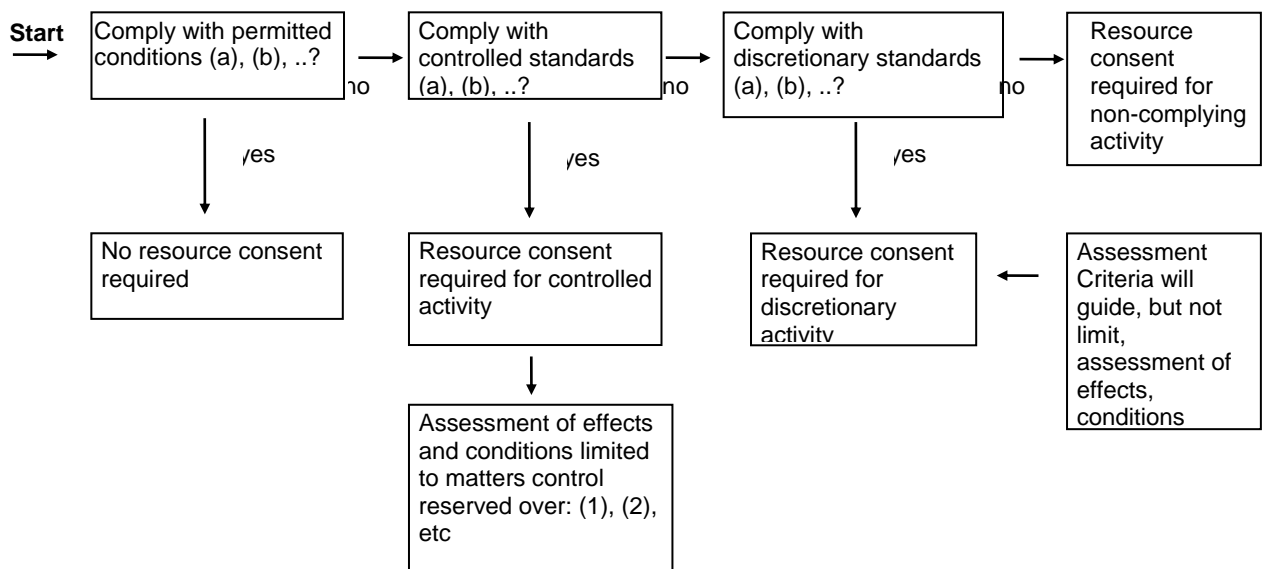 Start
Comply with permitted
conditions (a), (b), ..?
no
Comply with
controlled standards
(a), (b), ..?
no
Comply with
discretionary standards
(a), (b), ..?
no
Resource
consent
required for
non-complying
activity
yes
yes
yes
No resource consent
required
Resource consent
required for controlled
activity
Resource consent
required for
discretionary
activity
Assessment
Criteria will
guide, but not
limit,
assessment of
effects,
conditions
Assessment of effects
and conditions limited
to matters control
reserved over: (1), (2),
etc